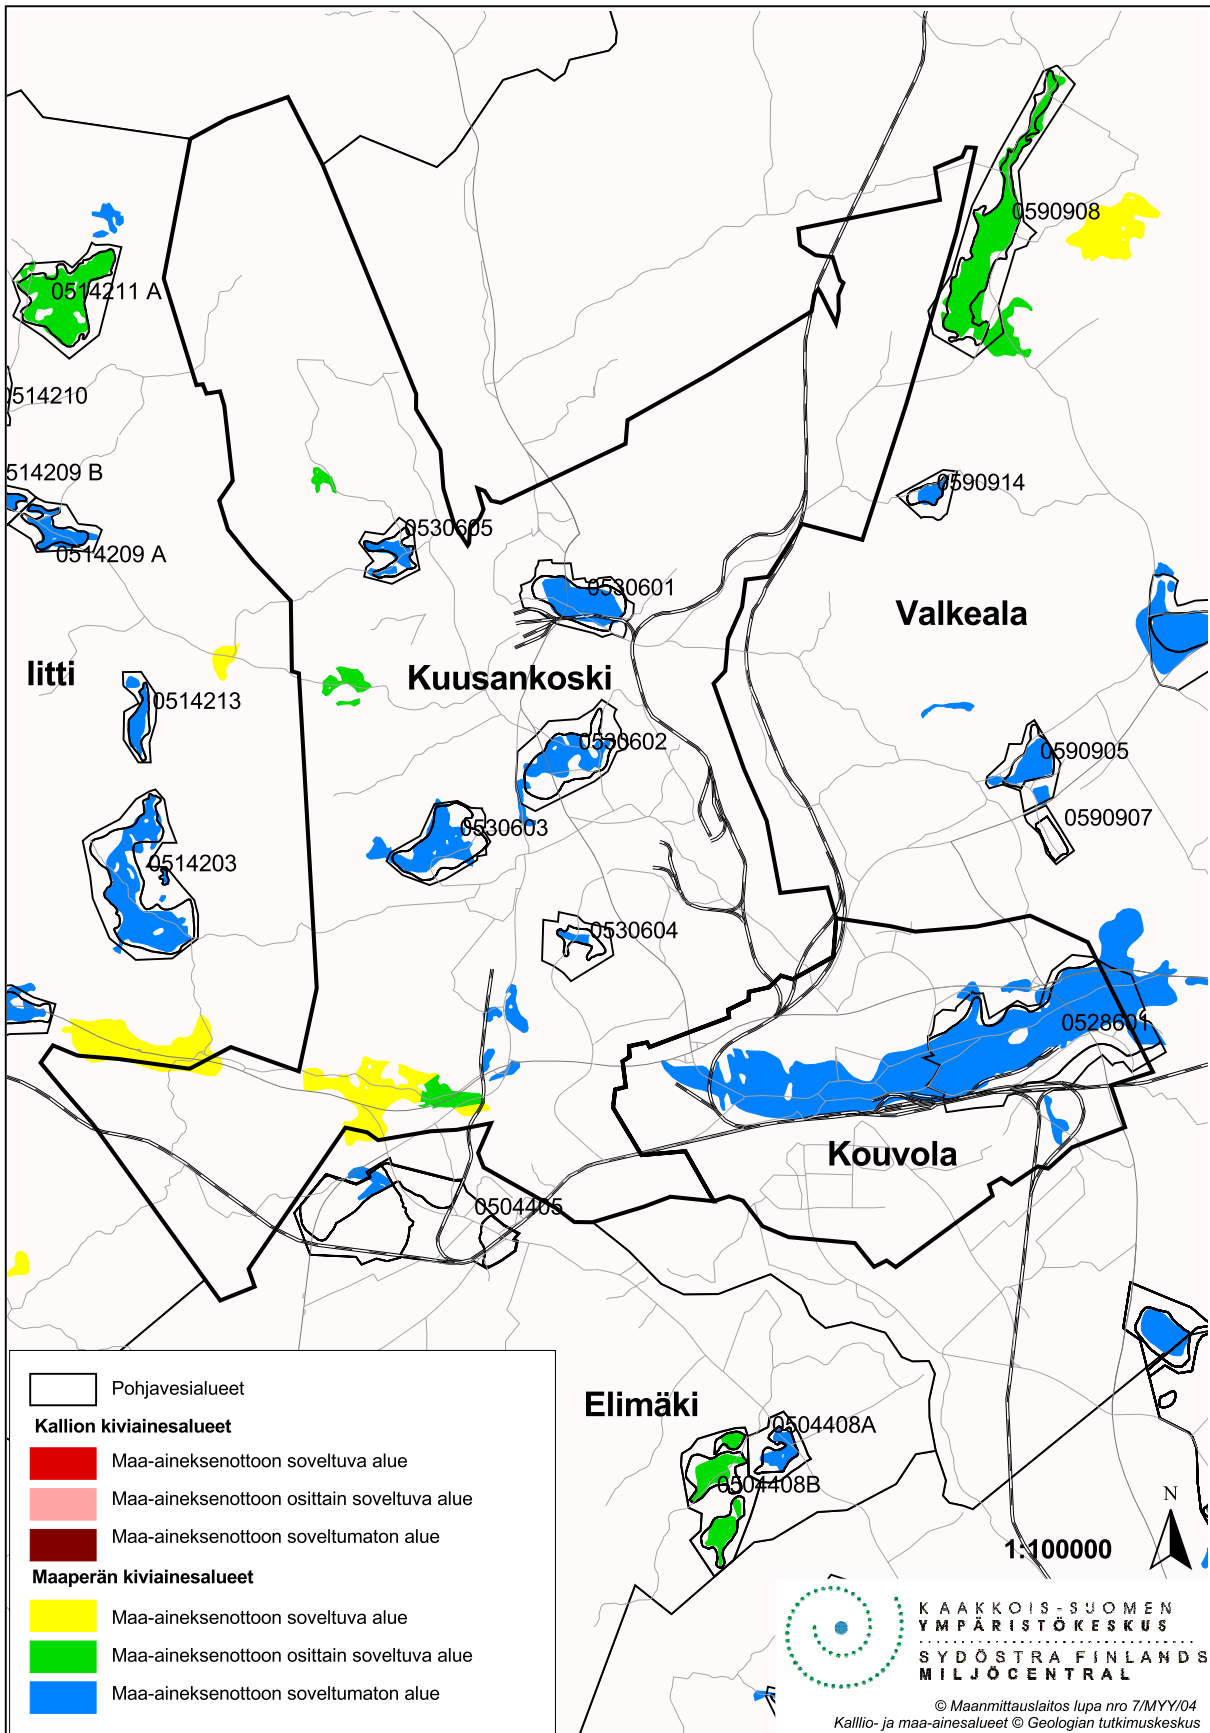 0590908
0514211 A
0514210
0514209 B
0590914
0530605
0514209 A
0530601
Valkeala
Iitti
Kuusankoski
0514213
0530602
0590905
0590907
0530603
0514203
0530604
0528601
Kouvola
0504405
Elimäki
0504408A
0504408B
Pohjavesialueet
Kallion kiviainesalueet
Maa-aineksenottoon soveltuva alue
Maa-aineksenottoon osittain soveltuva alue
Maa-aineksenottoon soveltumaton alue
Maaperän kiviainesalueet
Maa-aineksenottoon soveltuva alue
Maa-aineksenottoon osittain soveltuva alue
Maa-aineksenottoon soveltumaton alue
N
1:100000
KAAKKOIS-SUOMEN
YMPÄRISTÖKESKUS
SYDÖSTRA FINLANDS
MILJÖCENTRAL
© Maanmittauslaitos lupa nro 7/MYY/04
Kalllio- ja maa-ainesalueet © Geologian tutkimuskeskus